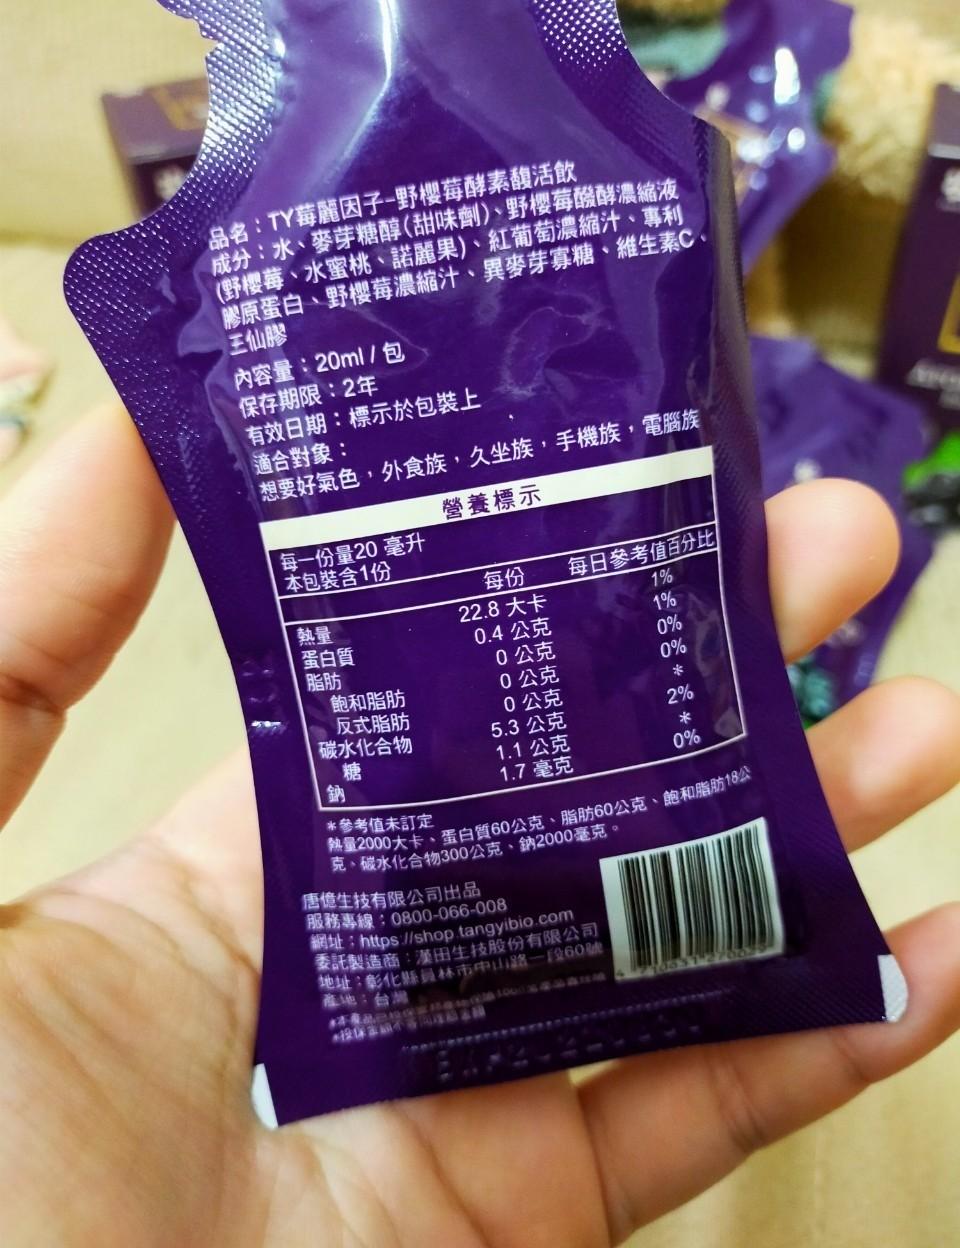 品名：TY莓麗因子-野櫻莓酵素馥活飲
成分：水、麥芽糖醇(甜味劑)、野櫻莓醱酵濃縮液
(野櫻莓、水蜜桃、諾麗果)、紅葡萄濃縮汁、專利
膠原蛋白、野櫻莓濃縮汁、異麥芽寡糖、維生素C、
三仙膠
內容量：20ml / 包
保存期限：2年
有效日期：標示於包裝上
適合對象：
想要好氣色，外食族，久坐族，手機族，電腦族
營養標示
每一份量20 毫升
本包裝含1份
每份 每日參考值百分比
熱量 22.8 大卡 1%
蛋白質 0.4 公克 1%
脂肪 0 公克 0%
飽和脂肪 0 公克 0%
反式脂肪 0 公克 *
碳水化合物 5.3 公克 2%
糖 1.1 公克 *
鈉 1.7 毫克 0%
*參考值未訂定
熱量2000大卡、蛋白質60公克、脂肪60公克、飽和脂肪18公
克、碳水化合物300公克、鈉2000毫克。
唐億生技有限公司出品
服務專線：0800-066-008
網址：https://shop.tangyibio.com
委託製造商：漢田生技股份有限公司
地址：彰化縣員林市中山路一段60號
產地：台灣